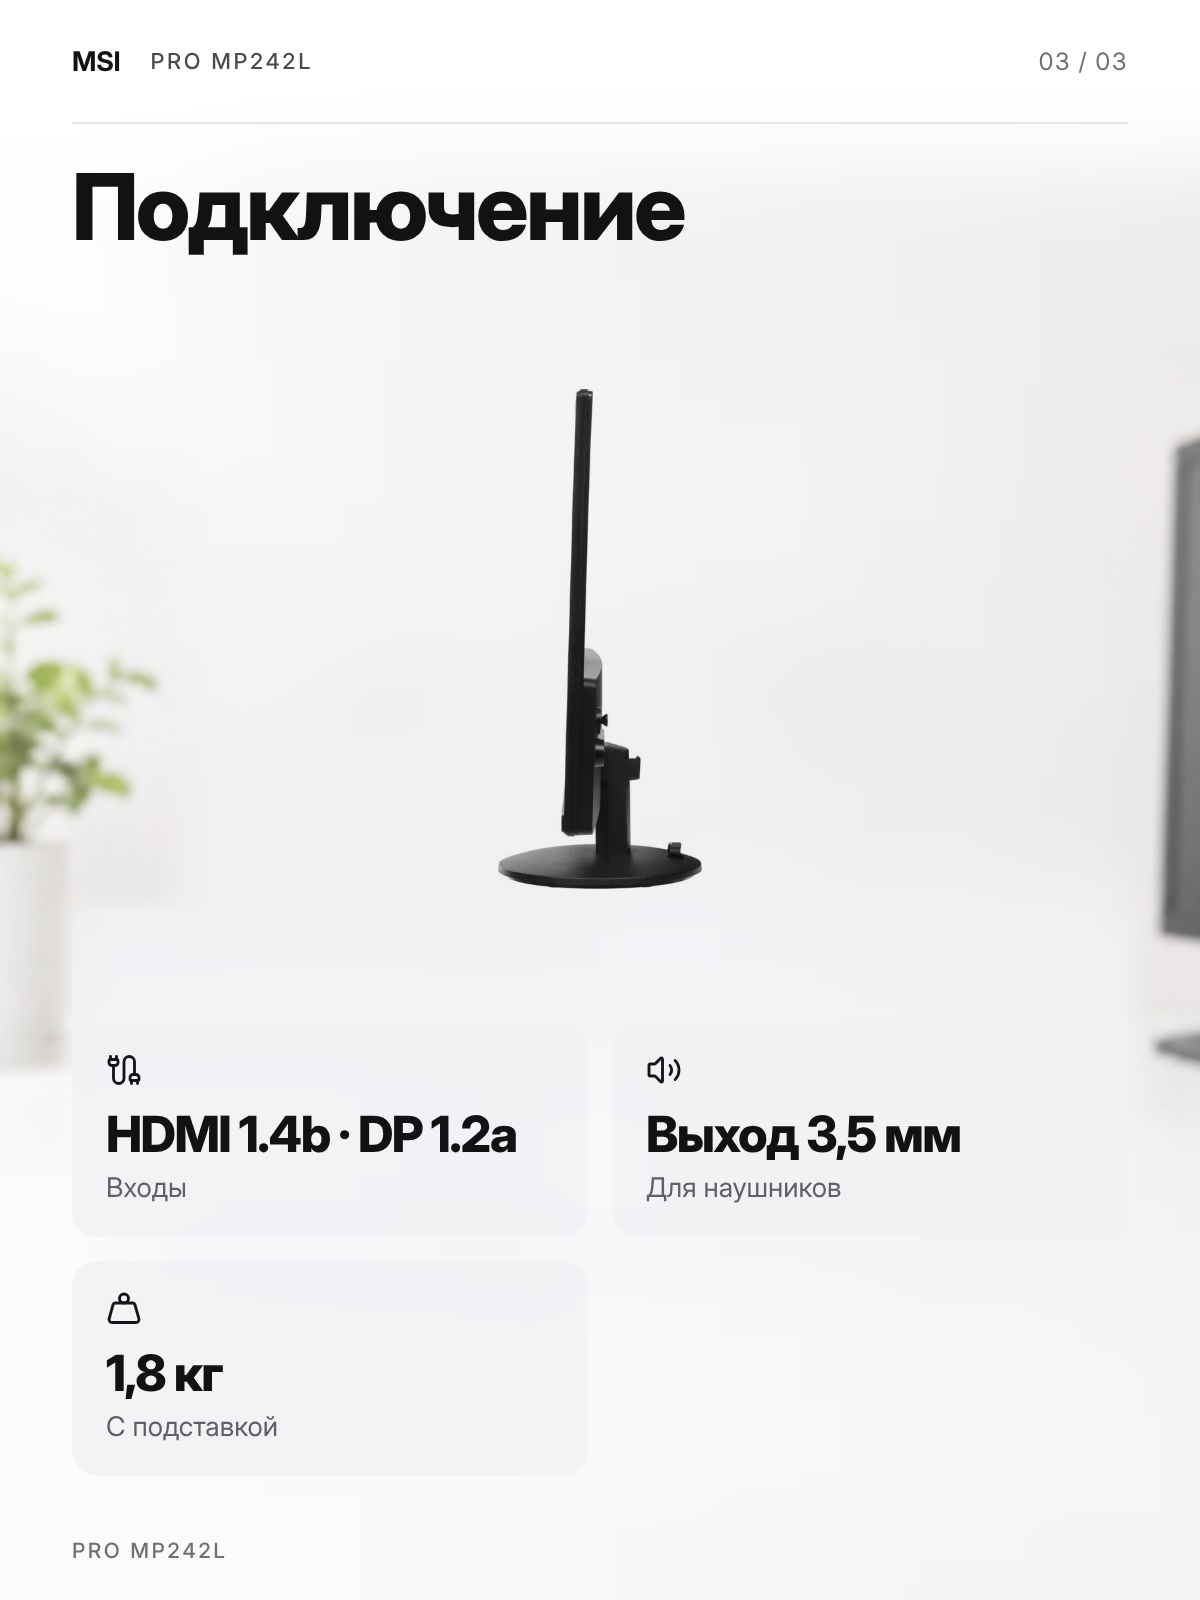 MSI PRO MP242L 03 / 03
Подключение
HDMI 1.4b · DP 1.2a
Входы
Выход 3,5 мм
Для наушников
1,8 кг
С подставкой
PRO MP242L